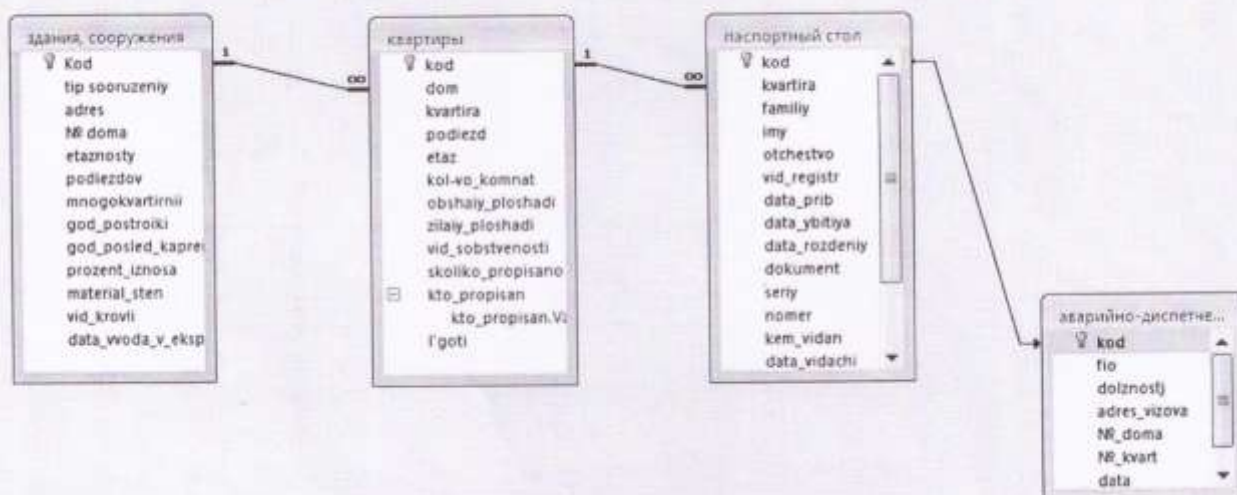 здания, сооружения
Kod
tip sooruzeniy
adres
№ doma
etaznosty
podiezdov
mnogokvartirnii
god_postroiki
god_posled_kapre
prozent_iznosa
material_sten
vid_krovli
data_vvoda_v_eksp
1
∞
квартиры
kod
dom
kvartira
podiezd
etaz
kol-vo_komnat
obshaiy_ploshadi
zilaiy_ploshadi
vid_sobstvenosti
skoliko_propisano
kto_propisan
kto_propisan.Va
l'goti
1
∞
паспортный стол
kod
kvartira
familiy
imy
otchestvo
vid_registr
data_prib
data_ybitiya
data_rozdeniy
dokument
seriy
nomer
kem_vidan
data_vidachi
аварийно-диспетче...
kod
fio
dolznostj
adres_vizova
№_doma
№_kvart
data